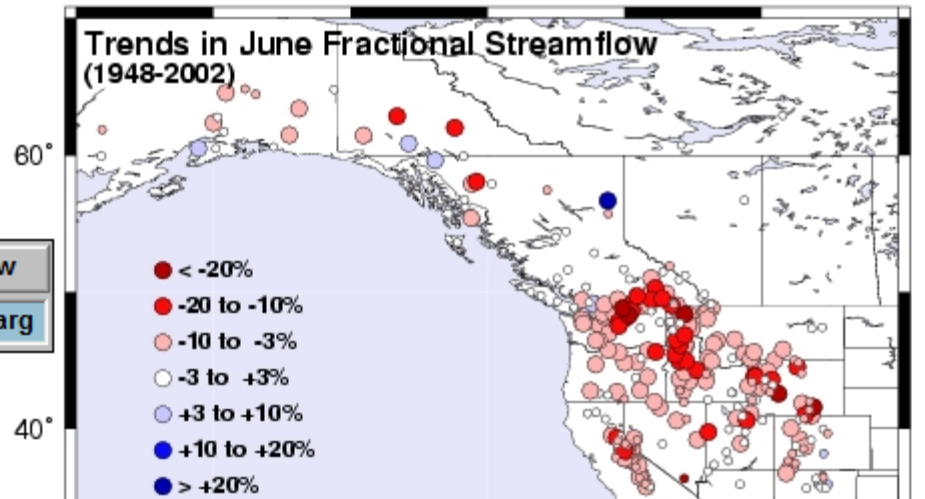 Trends in June Fractional Streamflow
(1948-2002)
60°
w
arg
< -20%
-20 to -10%
-10 to -3%
-3 to +3%
+3 to +10%
+10 to +20%
> +20%
40°